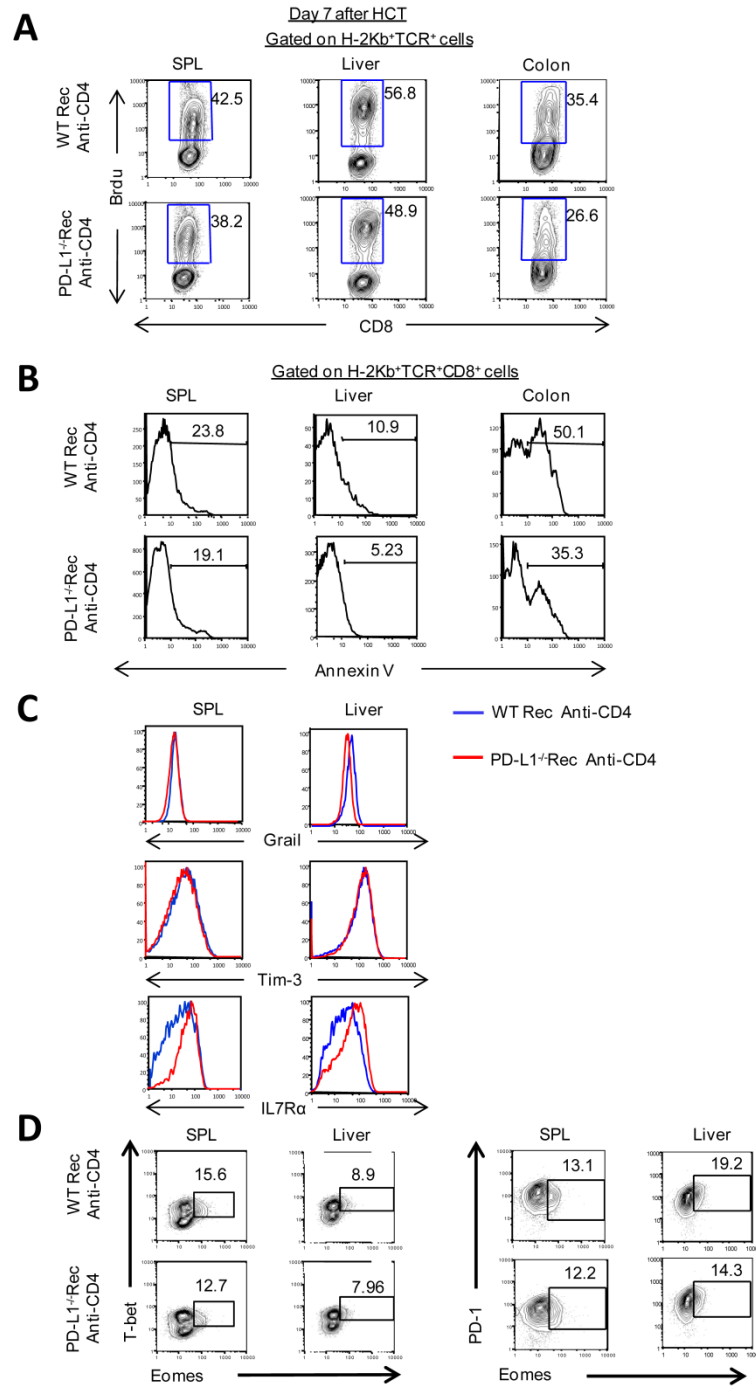 Day 7 after HCT
A
Gated on H-2Kb⁺TCR⁺ cells
SPL Liver Colon
WT Rec
Anti-CD4
42.5 56.8 35.4
Brdu
PD-L1⁻/⁻Rec
Anti-CD4
38.2 48.9 26.6
CD8
B
Gated on H-2Kb⁺TCR⁺CD8⁺ cells
SPL Liver Colon
WT Rec
Anti-CD4
23.8 10.9 50.1
PD-L1⁻/⁻Rec
Anti-CD4
19.1 5.23 35.3
Annexin V
C
SPL Liver
WT Rec Anti-CD4
PD-L1⁻/⁻Rec Anti-CD4
Grail
Tim-3
IL7Rα
D
SPL Liver SPL Liver
WT Rec
Anti-CD4
15.6 8.9 13.1 19.2
PD-L1⁻/⁻Rec
Anti-CD4
12.7 7.96 12.2 14.3
T-bet
PD-1
Eomes Eomes